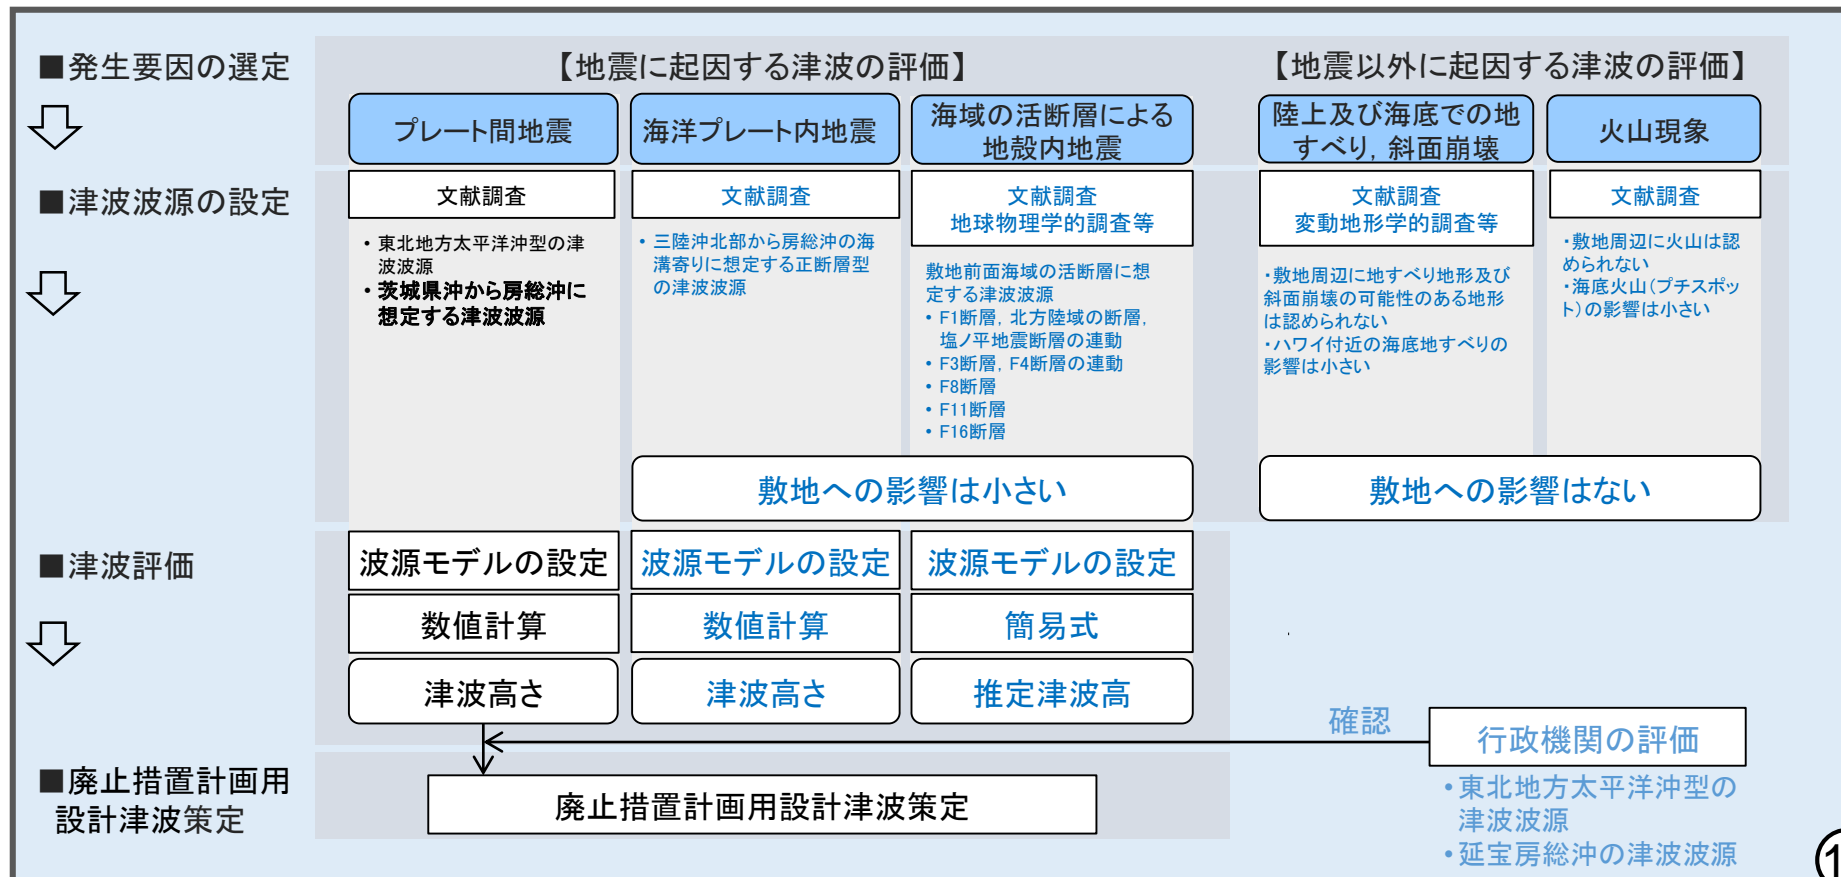 ■発生要因の選定
【地震に起因する津波の評価】
【地震以外に起因する津波の評価】
プレート間地震
海洋プレート内地震
海域の活断層による
地殻内地震
陸上及び海底での地
すべり，斜面崩壊
火山現象
■津波波源の設定
文献調査
・東北地方太平洋沖型の津
波波源
・茨城県沖から房総沖に
想定する津波波源
文献調査
・三陸沖北部から房総沖の海
溝寄りに想定する正断層型
の津波波源
文献調査
地球物理学的調査等
敷地前面海域の活断層に想
定する津波波源
・F1断層，北方陸域の断層，
塩ノ平地震断層の連動
・F3断層，F4断層の連動
・F8断層
・F11断層
・F16断層
文献調査
変動地形学的調査等
・敷地周辺に地すべり地形及び
斜面崩壊の可能性のある地形
は認められない
・ハワイ付近の海底地すべりの
影響は小さい
文献調査
・敷地周辺に火山は認
められない
・海底火山（プチスポッ
ト）の影響は小さい
敷地への影響は小さい
敷地への影響はない
■津波評価
波源モデルの設定
波源モデルの設定
波源モデルの設定
数値計算
数値計算
簡易式
津波高さ
津波高さ
推定津波高
確認
行政機関の評価
・東北地方太平洋沖型の
津波波源
・延宝房総沖の津波波源
■廃止措置計画用
設計津波策定
廃止措置計画用設計津波策定